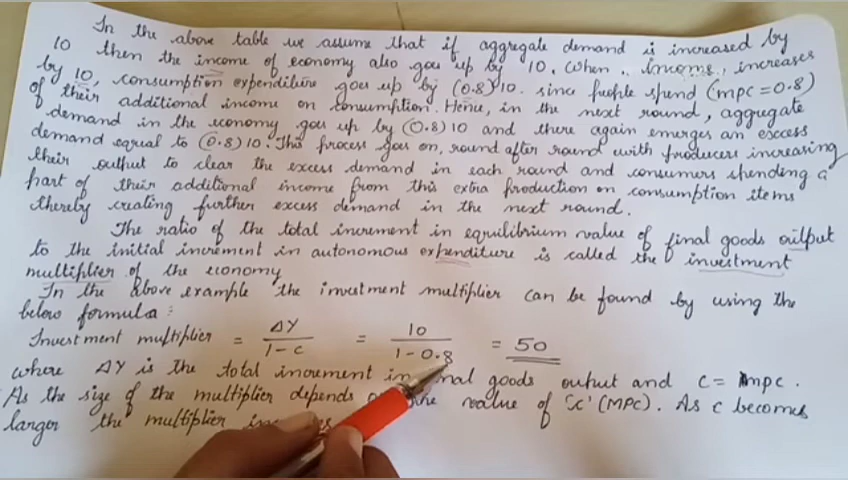 In the above table we assume that if aggregate demand is increased by
10 then the income of economy also goes up by 10. When income increases
by 10, consumption expenditure goes up by (0.8) 10. since people spend (mpc = 0.8)
of their additional income on consumption. Hence, in the next round, aggregate
demand in the economy goes up by (0.8) 10 and there again emerges an excess
demand equal to (0.8) 10. This process goes on, round after round with producers increasing
their output to clear the excess demand in each round and consumers spending a
part of their additional income from this extra production on consumption items
thereby creating further excess demand in the next round.
The ratio of the total increment in equilibrium value of final goods output
to the initial increment in autonomous expenditure is called the investment
multiplier of the economy
In the above example the investment multiplier can be found by using the
below formula :
Investment multiplier = ΔY / 1 - c = 10 / 1 - 0.8 = 50
where ΔY is the total increment in goods output and c = mpc.
As the size of the multiplier depends the value of 'c' (MPC). As c becomes
larger the multiplier